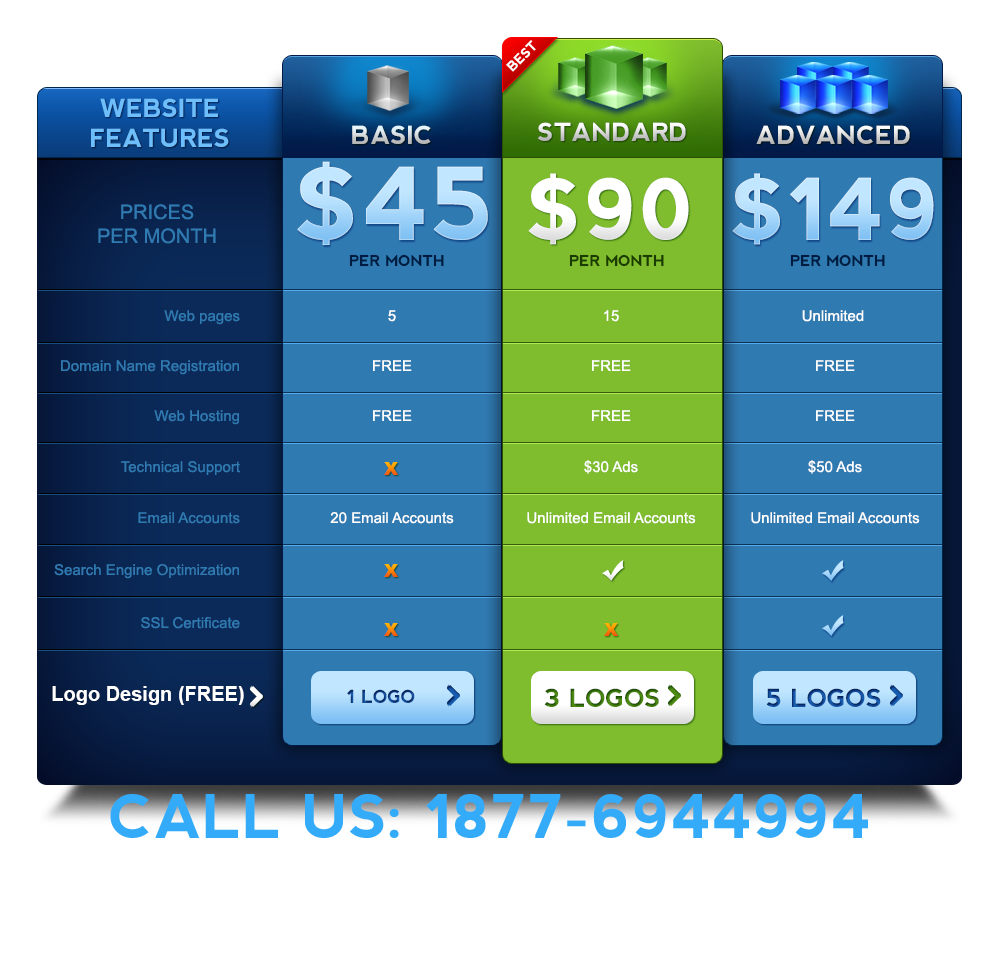 BEST
WEBSITE
FEATURES
BASIC
STANDARD
ADVANCED
PRICES
PER MONTH
$45
$90
$149
PER MONTH
PER MONTH
PER MONTH
Web pages 5 15 Unlimited
Domain Name Registration FREE FREE FREE
Web Hosting FREE FREE FREE
Technical Support x $30 Ads $50 Ads
Email Accounts 20 Email Accounts Unlimited Email Accounts Unlimited Email Accounts
Search Engine Optimization x ✓ ✓
SSL Certificate x x ✓
Logo Design (FREE) 1 LOGO 3 LOGOS 5 LOGOS
CALL US: 1877-6944994